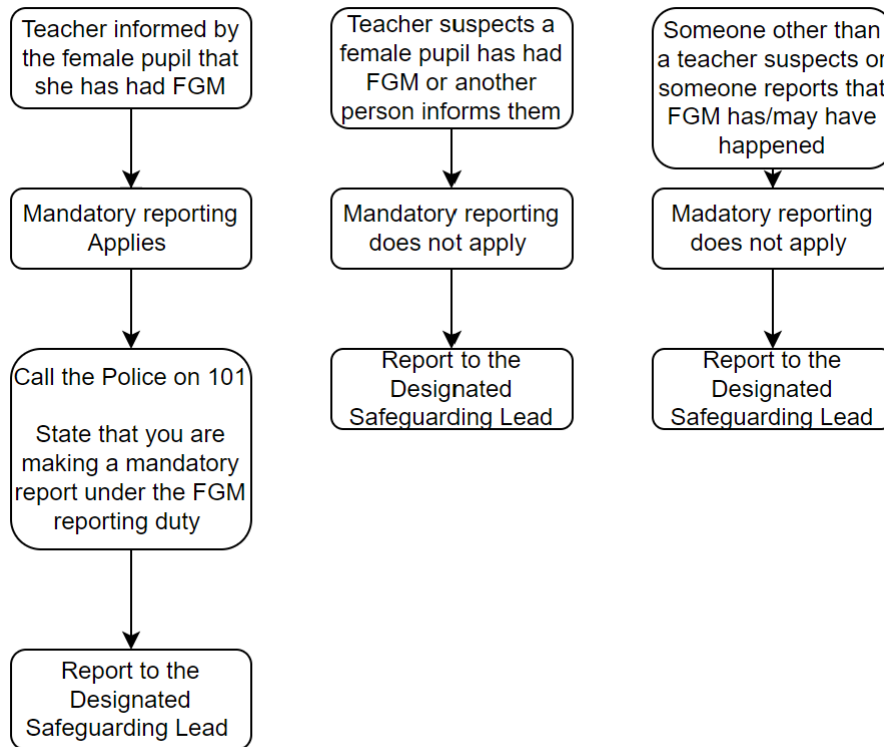 Teacher informed by
the female pupil that
she has had FGM
Mandatory reporting
Applies
Call the Police on 101
State that you are
making a mandatory
report under the FGM
reporting duty
Report to the
Designated
Safeguarding Lead
Teacher suspects a
female pupil has had
FGM or another
person informs them
Mandatory reporting
does not apply
Report to the
Designated
Safeguarding Lead
Someone other than
a teacher suspects or
someone reports that
FGM has/may have
happened
Madatory reporting
does not apply
Report to the
Designated
Safeguarding Lead